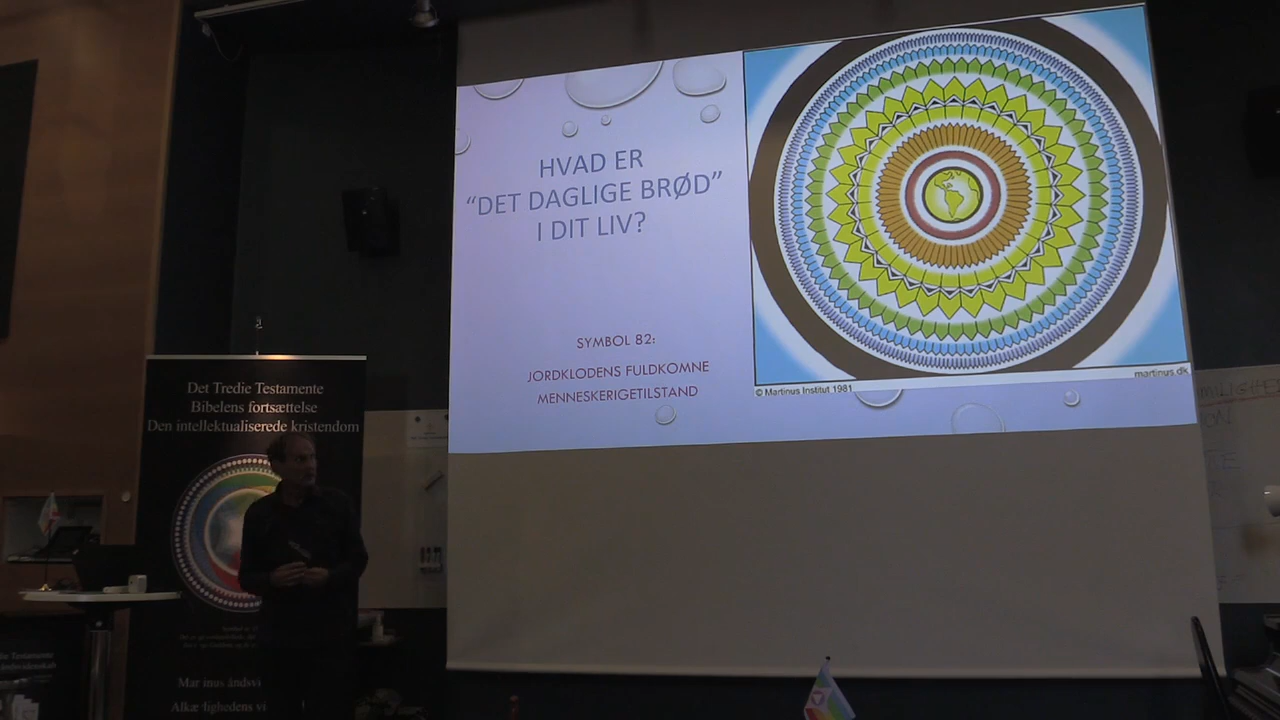 HVAD ER
“DET DAGLIGE BRØD”
I DIT LIV?
SYMBOL 82:
JORDKLODENS FULDKOMNE
MENNESKERIGETILSTAND
© Martinus Institut 1981
martinus.dk
Det Tredie Testamente
Bibelens fortsættelse
Den intellektualiserede kristendom